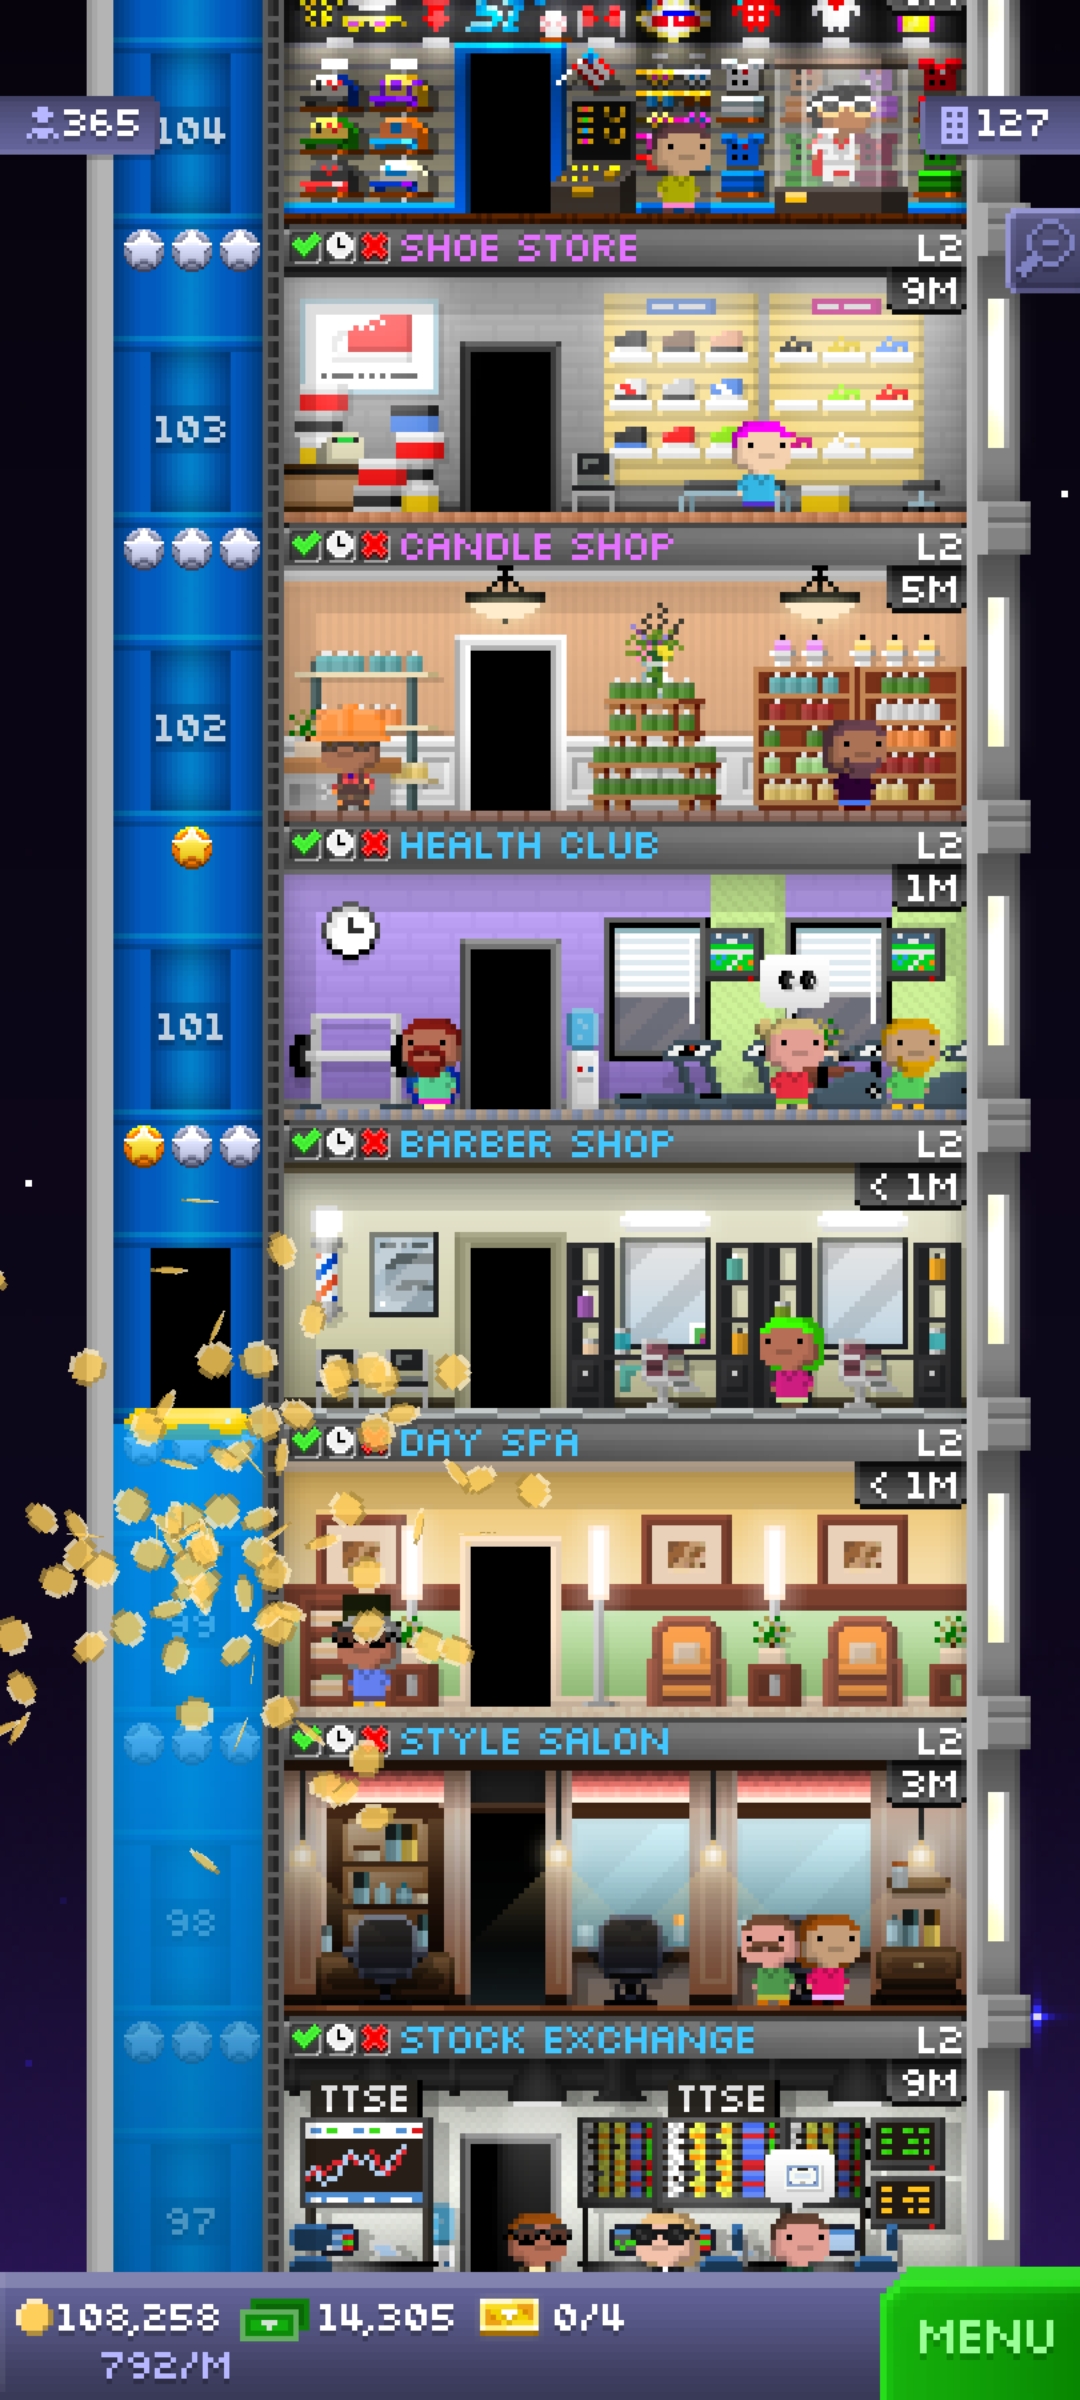 365
104
127
SHOE STORE L2
9M
103
CANDLE SHOP L2
5M
102
HEALTH CLUB L2
1M
101
BARBER SHOP L2
< 1M
DAY SPA L2
< 1M
99
STYLE SALON L2
3M
98
STOCK EXCHANGE L2
9M
TTSE TTSE
97
108,258 14,305 0/4
792/M
MENU